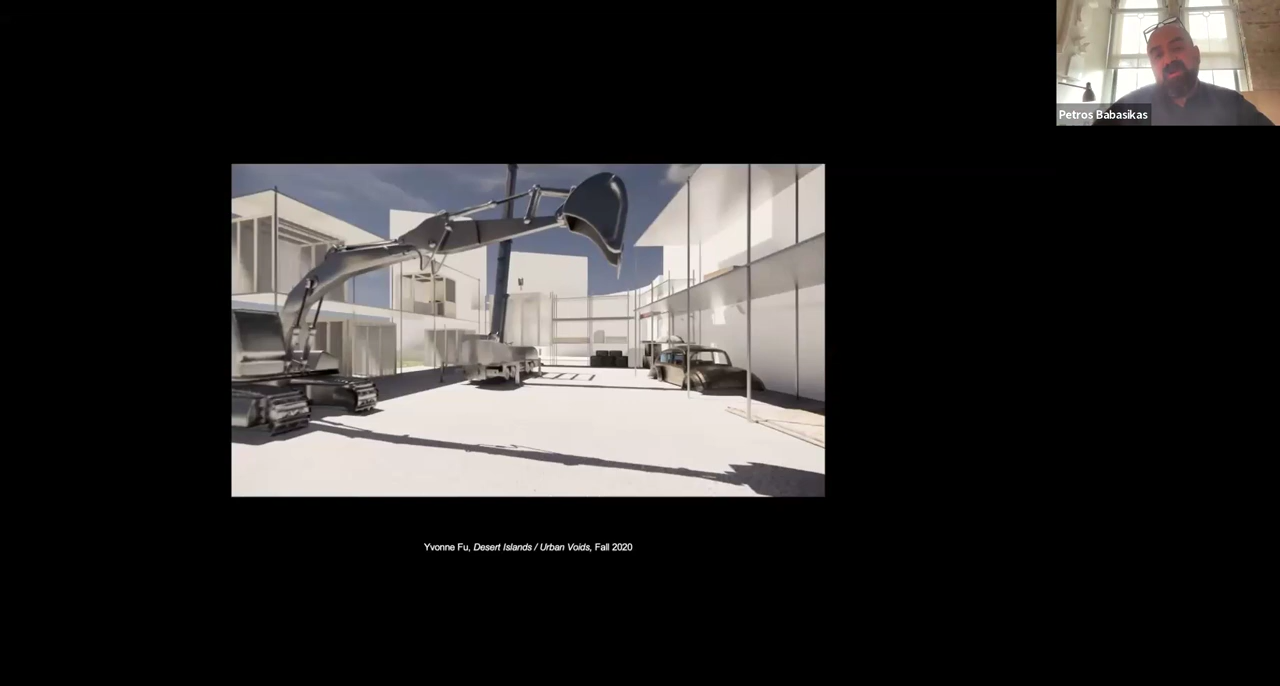 Petros Babasikas
Yvonne Fu, Desert Islands / Urban Voids, Fall 2020